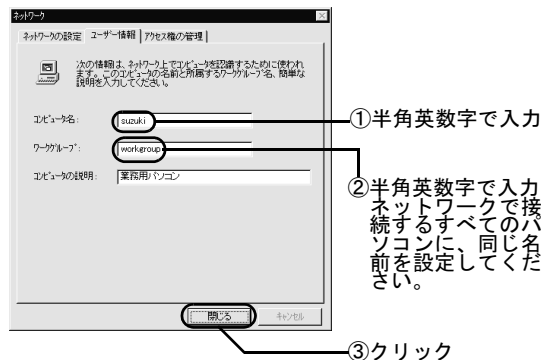 ネットワーク
ネットワークの設定 ユーザー情報 アクセス権の管理
次の情報は、ネットワーク上でコンピュータを認識するために使われ
ます。このコンピュータの名前と所属するワークグループ名、簡単な
説明を入力してください。
コンピュータ名: suzuki
ワークグループ: workgroup
コンピュータの説明: 業務用パソコン
閉じる キャンセル
①半角英数字で入力
②半角英数字で入力
ネットワークで接
続するすべてのパ
ソコンに、同じ名
前を設定してくだ
さい。
③クリック